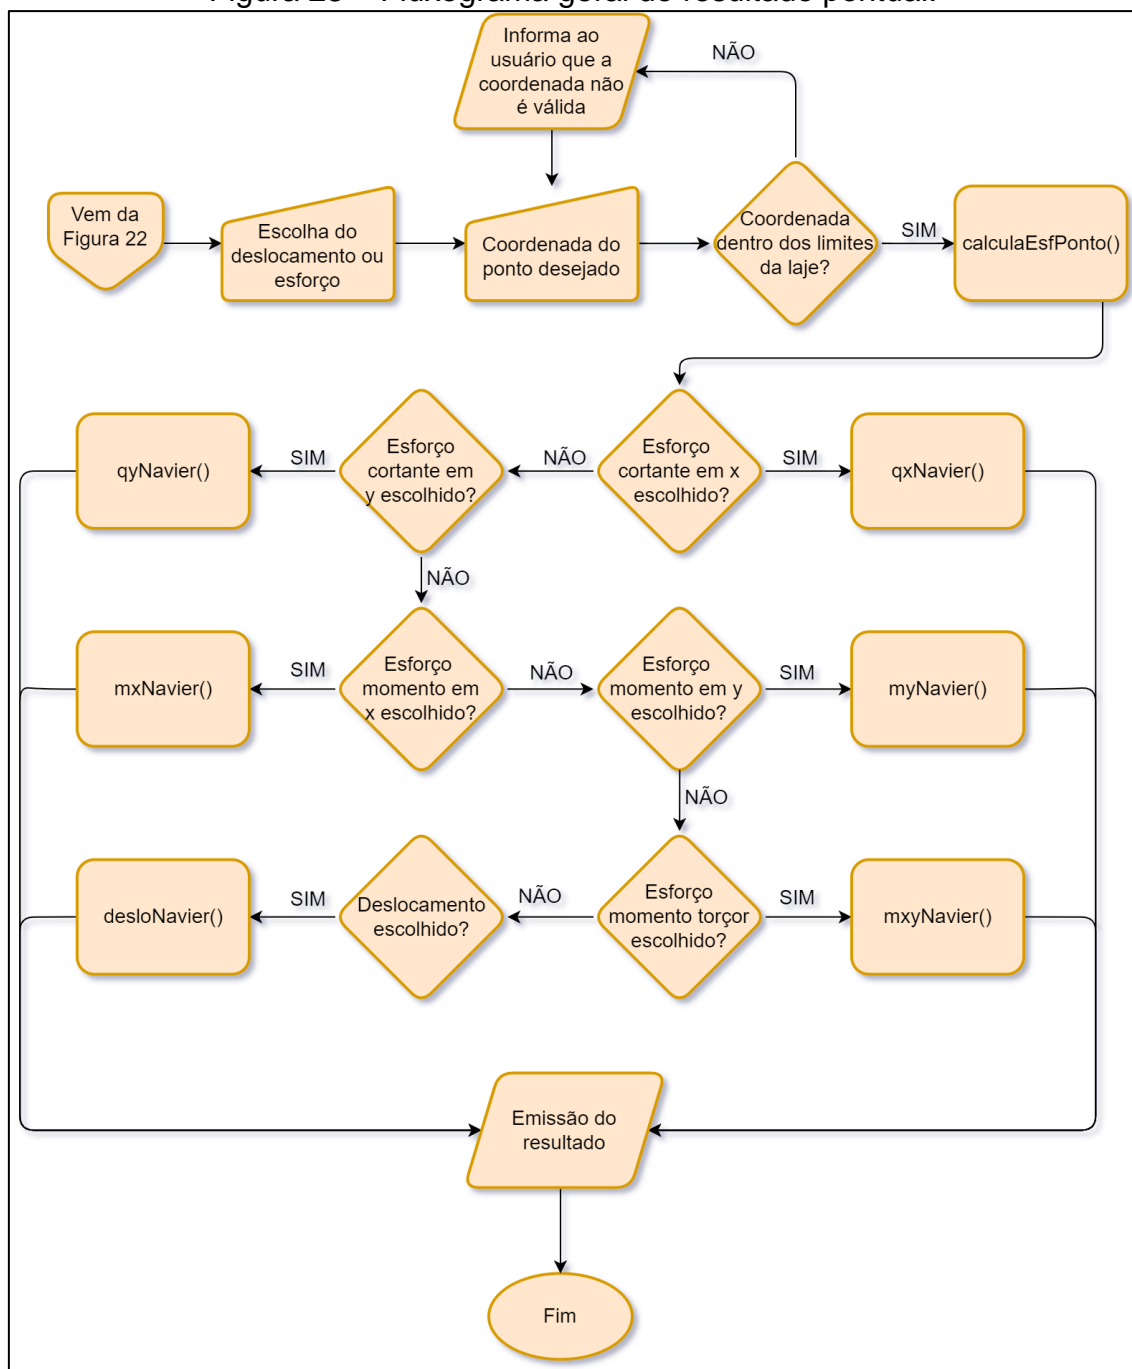 Informa ao
usuário que a
coordenada não
é válida
NÃO
Vem da
Figura 22
Escolha do
deslocamento ou
esforço
Coordenada do
ponto desejado
Coordenada
dentro dos limites
da laje?
SIM
calculaEsfPonto()
qyNavier()
SIM
Esforço
cortante em
y escolhido?
NÃO
Esforço
cortante em x
escolhido?
SIM
qxNavier()
NÃO
mxNavier()
SIM
Esforço
momento em
x escolhido?
NÃO
Esforço
momento em y
escolhido?
SIM
myNavier()
NÃO
desloNavier()
SIM
Deslocamento
escolhido?
NÃO
Esforço
momento torçor
escolhido?
SIM
mxyNavier()
Emissão do
resultado
Fim